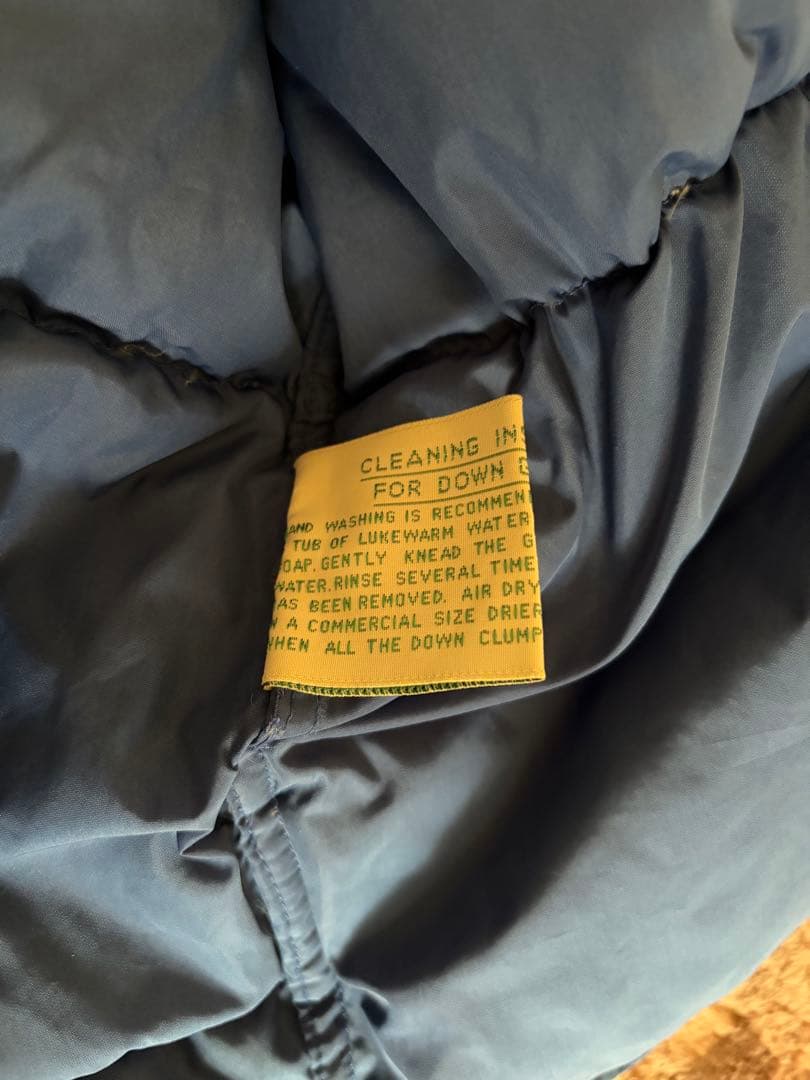 CLEANING INS
FOR DOWN G
AND WASHING IS RECOMMEN
TUB OF LUKEWARM WATER
OAP. GENTLY KNEAD THE G
WATER. RINSE SEVERAL TIME
AS BEEN REMOVED. AIR DRY
N A COMMERCIAL SIZE DRIER
WHEN ALL THE DOWN CLUMP